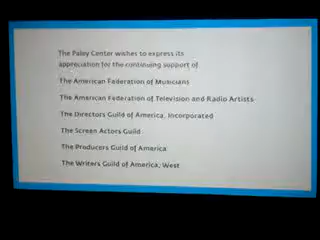 The Paley Center wishes to express its
appreciation for the continuing support of
The American Federation of Musicians
The American Federation of Television and Radio Artists
The Directors Guild of America, Incorporated
The Screen Actors Guild
The Producers Guild of America
The Writers Guild of America, West